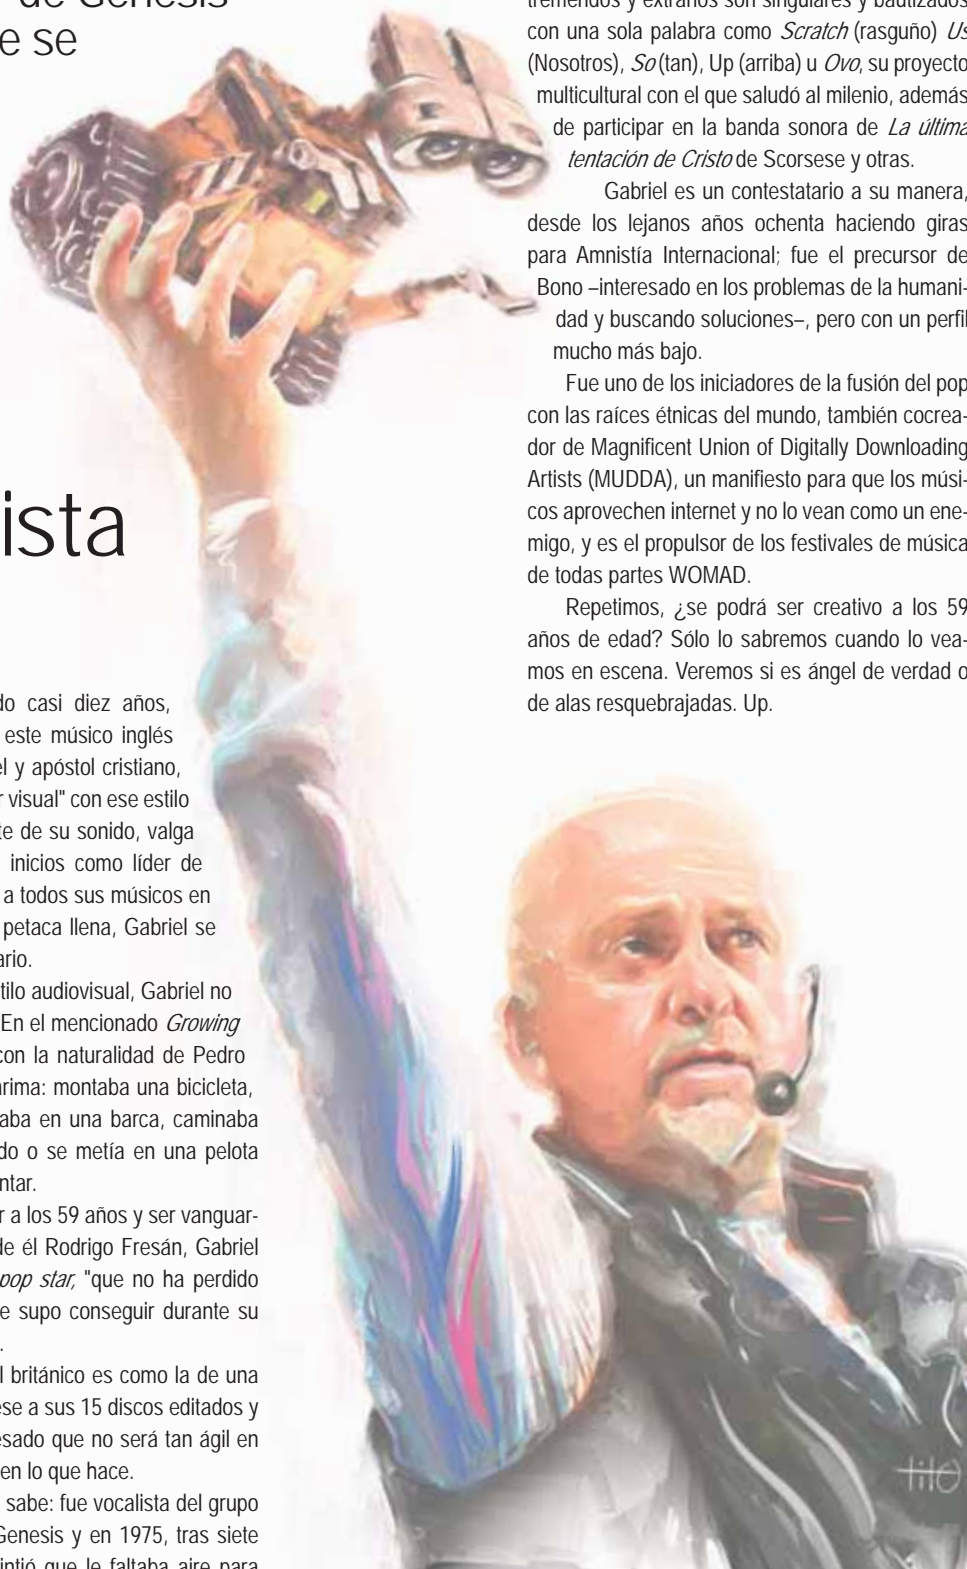 de Genesis
e se
ista
do casi diez años,
este músico inglés
el y apóstol cristiano,
r visual" con ese estilo
te de su sonido, valga
inicios como líder de
a todos sus músicos en
petaca llena, Gabriel se
ario.
tilo audiovisual, Gabriel no
En el mencionado Growing
con la naturalidad de Pedro
arima: montaba una bicicleta,
aba en una barca, caminaba
do o se metía en una pelota
ntar.
r a los 59 años y ser vanguar-
de él Rodrigo Fresán, Gabriel
pop star, "que no ha perdido
e supo conseguir durante su
.
l británico es como la de una
ese a sus 15 discos editados y
esado que no será tan ágil en
en lo que hace.
sabe: fue vocalista del grupo
Genesis y en 1975, tras siete
intió que le faltaba aire para
tremendos y extraños son singulares y bautizados
con una sola palabra como Scratch (rasguño) Us
(Nosotros), So (tan), Up (arriba) u Ovo, su proyecto
multicultural con el que saludó al milenio, además
de participar en la banda sonora de La última
tentación de Cristo de Scorsese y otras.
Gabriel es un contestatario a su manera,
desde los lejanos años ochenta haciendo giras
para Amnistía Internacional; fue el precursor de
Bono –interesado en los problemas de la humani-
dad y buscando soluciones–, pero con un perfil
mucho más bajo.
Fue uno de los iniciadores de la fusión del pop
con las raíces étnicas del mundo, también cocrea-
dor de Magnificent Union of Digitally Downloading
Artists (MUDDA), un manifiesto para que los músi-
cos aprovechen internet y no lo vean como un ene-
migo, y es el propulsor de los festivales de música
de todas partes WOMAD.
Repetimos, ¿se podrá ser creativo a los 59
años de edad? Sólo lo sabremos cuando lo vea-
mos en escena. Veremos si es ángel de verdad o
de alas resquebrajadas. Up.
tito